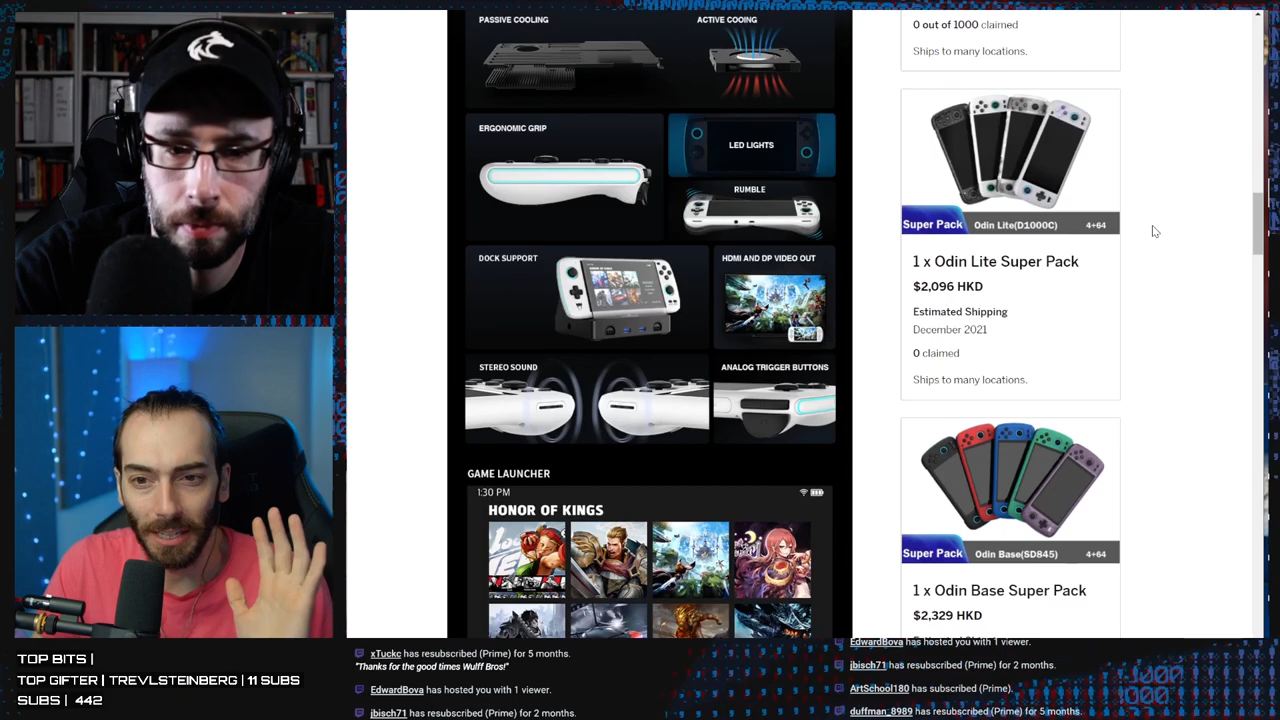 PASSIVE COOLING
ACTIVE COOING
ERGONOMIC GRIP
LED LIGHTS
RUMBLE
DOCK SUPPORT
HDMI AND DP VIDEO OUT
STEREO SOUND
ANALOG TRIGGER BUTTONS
GAME LAUNCHER
1:30 PM
HONOR OF KINGS
0 out of 1000 claimed
Ships to many locations.
Super Pack Odin Lite(D1000C) 4+64
1 x Odin Lite Super Pack
$2,096 HKD
Estimated Shipping
December 2021
0 claimed
Ships to many locations.
Super Pack Odin Base(SD845) 4+64
1 x Odin Base Super Pack
$2,329 HKD
TOP BITS |
TOP GIFTER | TREVLSTEINBERG | 11 SUBS
SUBS | 442
xTuckc has resubscribed (Prime) for 5 months.
"Thanks for the good times Wulff Bros!"
EdwardBova has hosted you with 1 viewer.
jbisch71 has resubscribed (Prime) for 2 months.
EdwardBova has hosted you with 1 viewer.
jbisch71 has resubscribed (Prime) for 2 months.
ArtSchool180 has subscribed (Prime).
duffman_8989 has resubscribed (Prime) for 5 months.